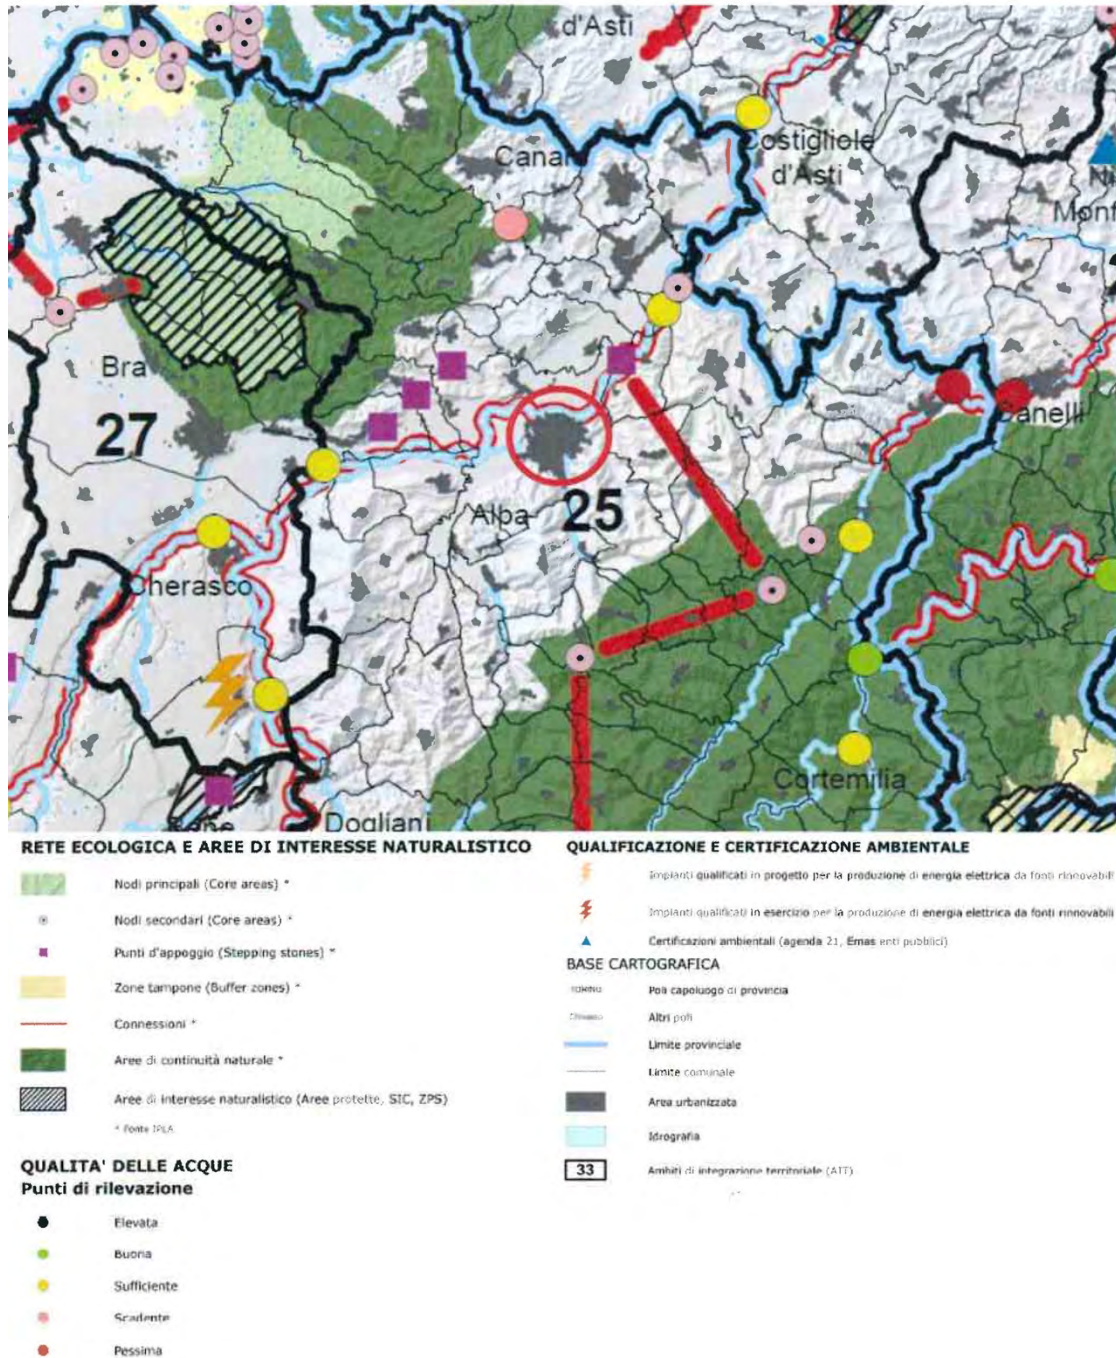 d'Asti
Canal
Costigliole
d'Asti
Ni
Mont
Bra
27
Canelli
Alba
25
Cherasco
Cortemilia
Dogliani
RETE ECOLOGICA E AREE DI INTERESSE NATURALISTICO
Nodi principali (Core areas) *
Nodi secondari (Core areas) *
Punti d'appoggio (Stepping stones) *
Zone tampone (Buffer zones) *
Connessioni *
Aree di continuità naturale *
Aree di interesse naturalistico (Aree protette, SIC, ZPS)
* Fonte IPLA
QUALITA' DELLE ACQUE
Punti di rilevazione
Elevata
Buona
Sufficiente
Scadente
Pessima
QUALIFICAZIONE E CERTIFICAZIONE AMBIENTALE
Impianti qualificati in progetto per la produzione di energia elettrica da fonti rinnovabili
Impianti qualificati in esercizio per la produzione di energia elettrica da fonti rinnovabili
Certificazioni ambientali (agenda 21, Emas enti pubblici)
BASE CARTOGRAFICA
TORINO
Poli capoluogo di provincia
Chivasso
Altri poli
Limite provinciale
Limite comunale
Area urbanizzata
Idrografia
33
Ambiti di integrazione territoriale (AIT)